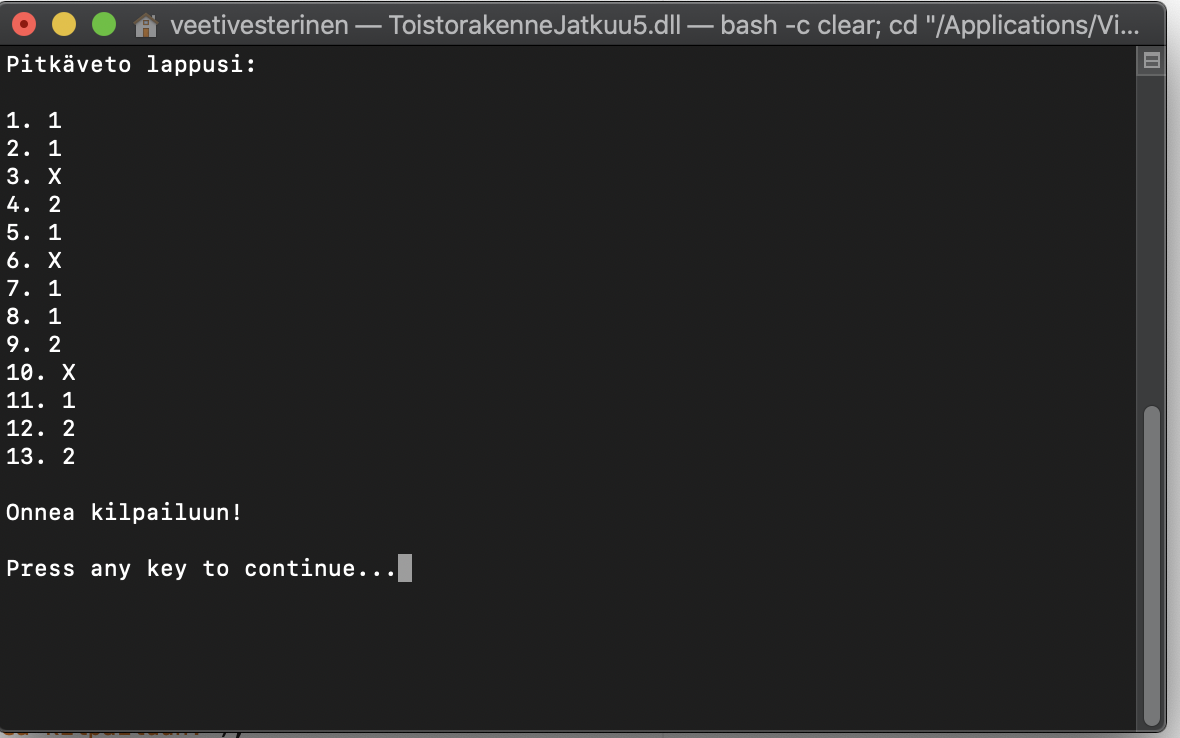 veetivesterinen — ToistorakenneJatkuu5.dll — bash -c clear; cd "/Applications/Vi...
Pitkäveto lappusi:
1. 1
2. 1
3. X
4. 2
5. 1
6. X
7. 1
8. 1
9. 2
10. X
11. 1
12. 2
13. 2
Onnea kilpailuun!
Press any key to continue...